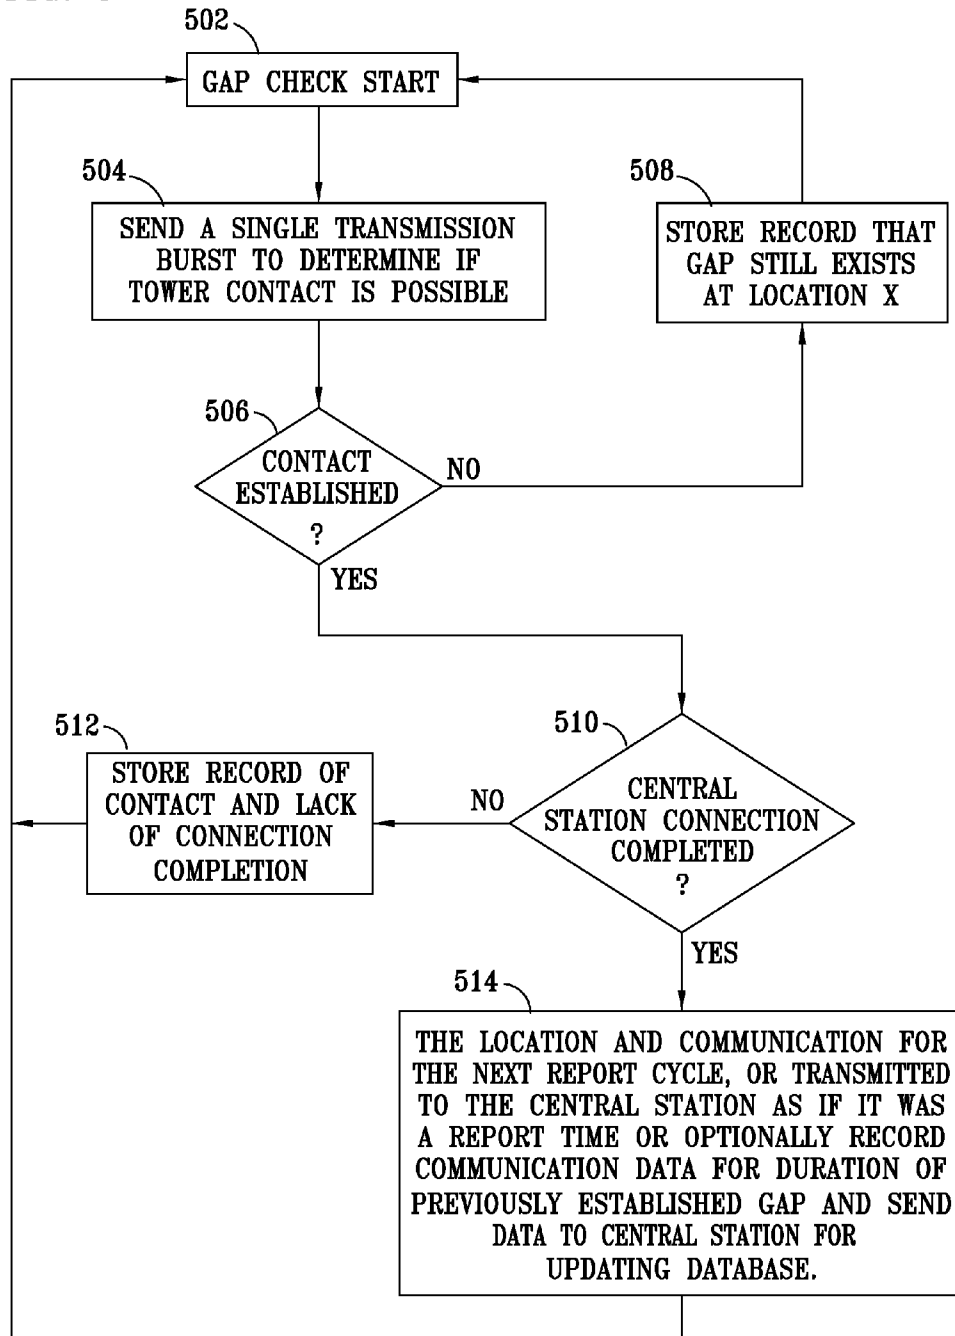 502
GAP CHECK START
504
SEND A SINGLE TRANSMISSION
BURST TO DETERMINE IF
TOWER CONTACT IS POSSIBLE
508
STORE RECORD THAT
GAP STILL EXISTS
AT LOCATION X
506
CONTACT
ESTABLISHED
?
NO
YES
510
CENTRAL
STATION CONNECTION
COMPLETED
?
NO
YES
512
STORE RECORD OF
CONTACT AND LACK
OF CONNECTION
COMPLETION
514
THE LOCATION AND COMMUNICATION FOR
THE NEXT REPORT CYCLE, OR TRANSMITTED
TO THE CENTRAL STATION AS IF IT WAS
A REPORT TIME OR OPTIONALLY RECORD
COMMUNICATION DATA FOR DURATION OF
PREVIOUSLY ESTABLISHED GAP AND SEND
DATA TO CENTRAL STATION FOR
UPDATING DATABASE.